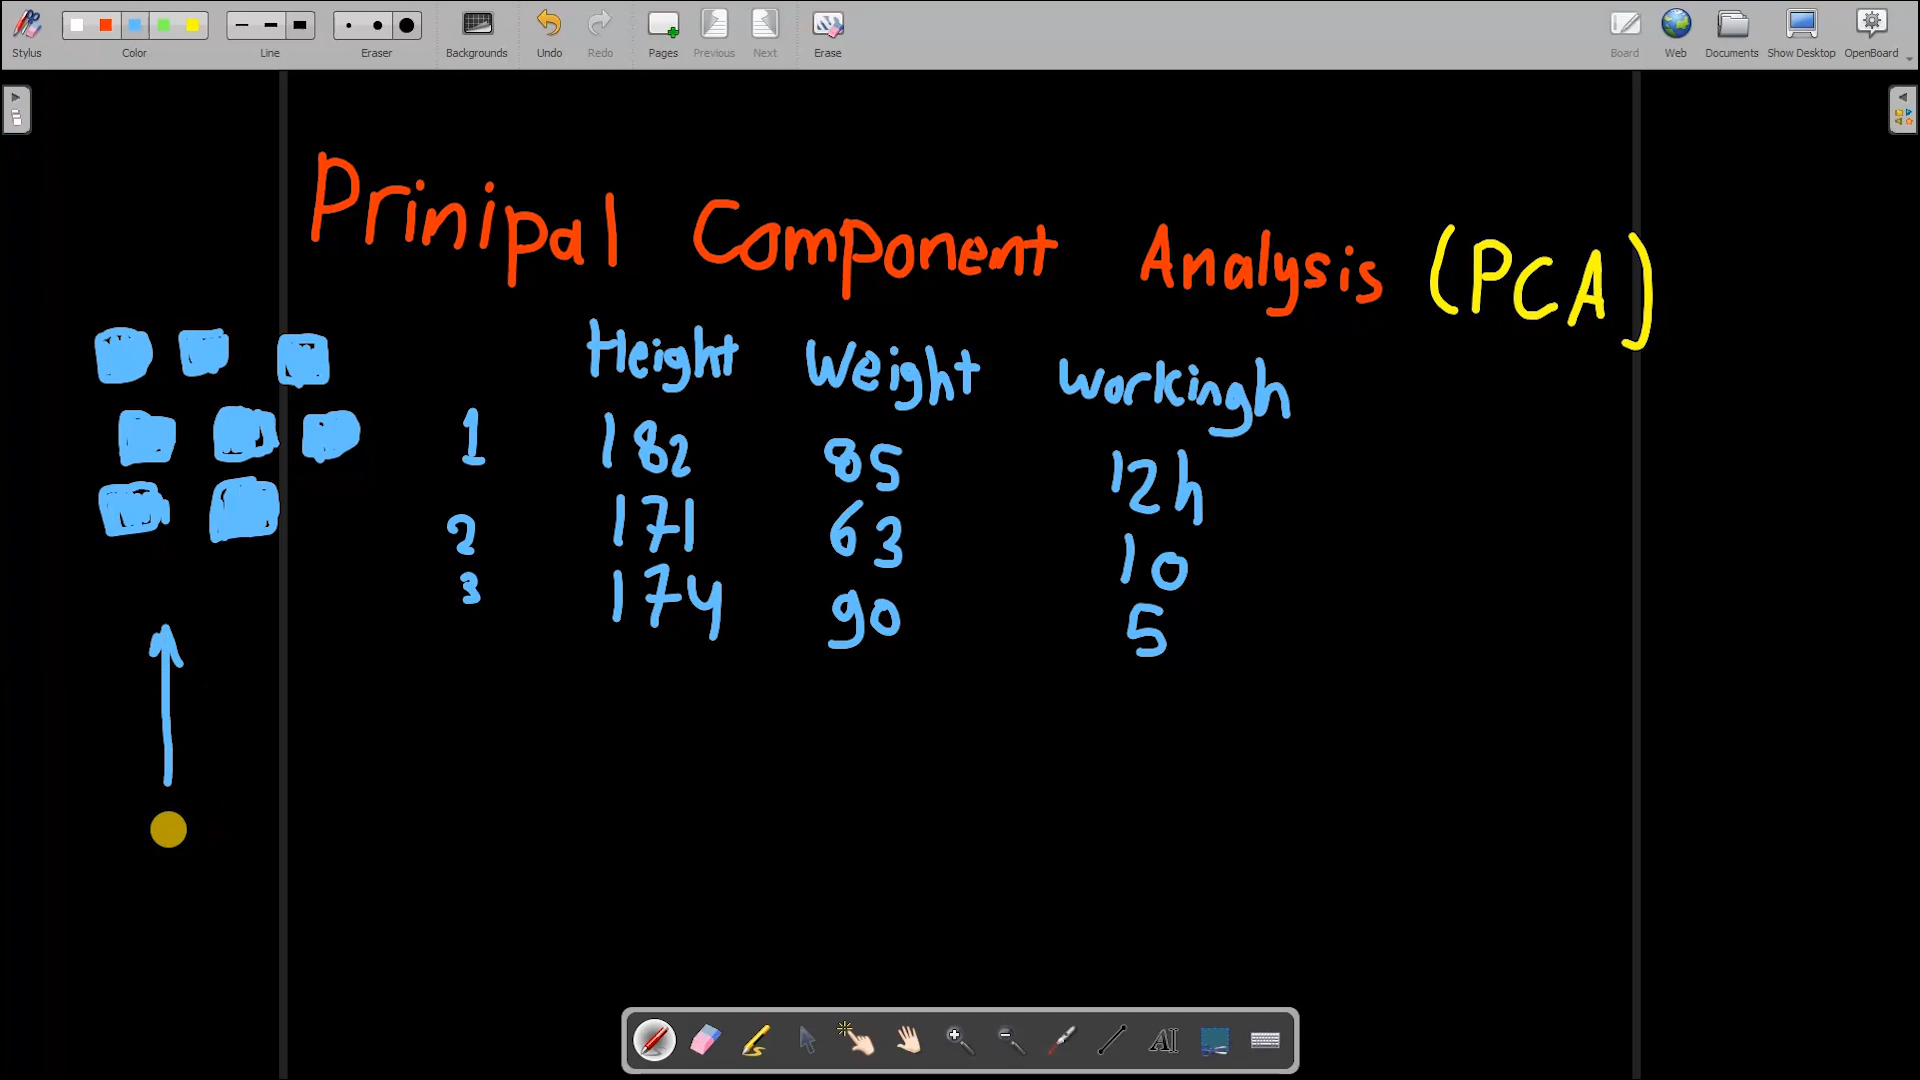 Stylus Color Line Eraser Backgrounds Undo Redo Pages Previous Next Erase Board Web Documents Show Desktop OpenBoard
Prinipal Component Analysis (PCA)
Height Weight workingh
1 182 85 12h
2 171 63 10
3 174 90 5